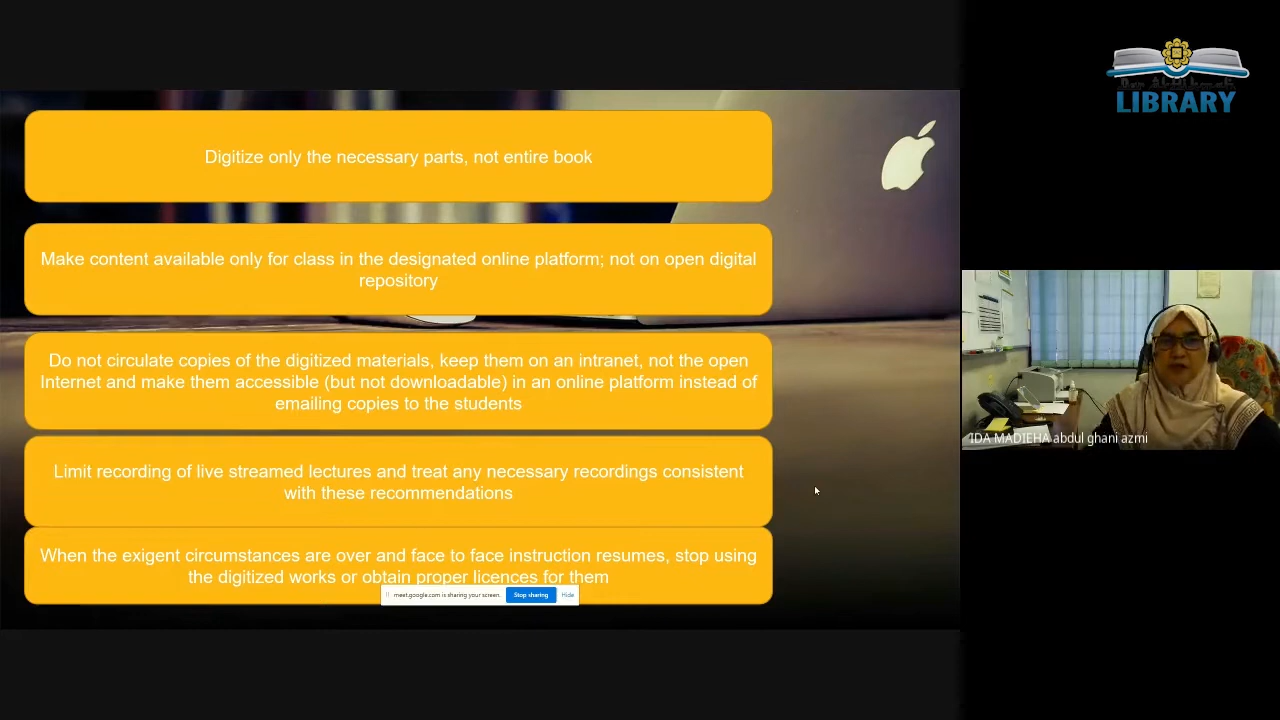 LIBRARY
Digitize only the necessary parts, not entire book
Make content available only for class in the designated online platform; not on open digital
repository
Do not circulate copies of the digitized materials, keep them on an intranet, not the open
Internet and make them accessible (but not downloadable) in an online platform instead of
emailing copies to the students
Limit recording of live streamed lectures and treat any necessary recordings consistent
with these recommendations
When the exigent circumstances are over and face to face instruction resumes, stop using
the digitized works or obtain proper licences for them
meet.google.com is sharing your screen. Stop sharing Hide
IDA MADIEHA abdul ghani azmi